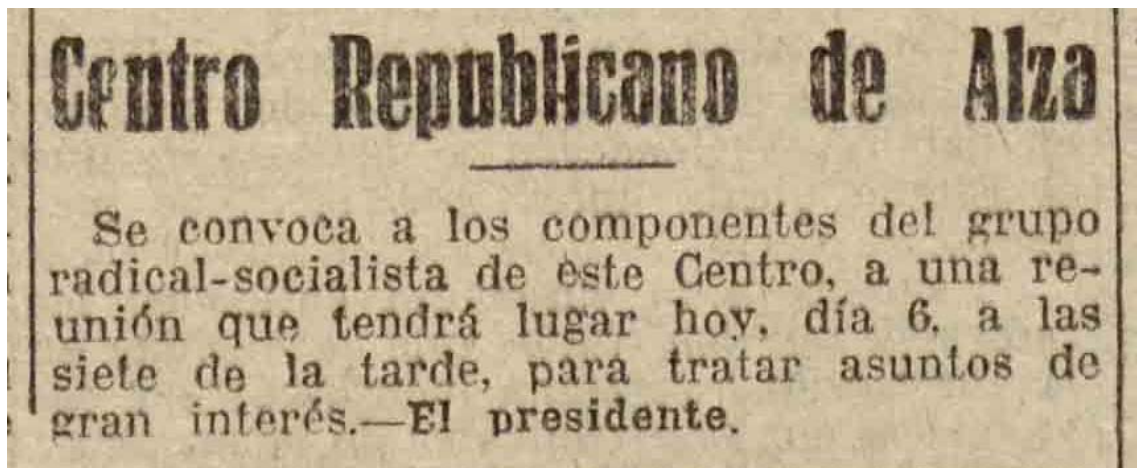 Centro Republicano de Alza
Se convoca a los componentes del grupo
radical-socialista de este Centro, a una re-
unión que tendrá lugar hoy, día 6, a las
siete de la tarde, para tratar asuntos de
gran interés.—El presidente.